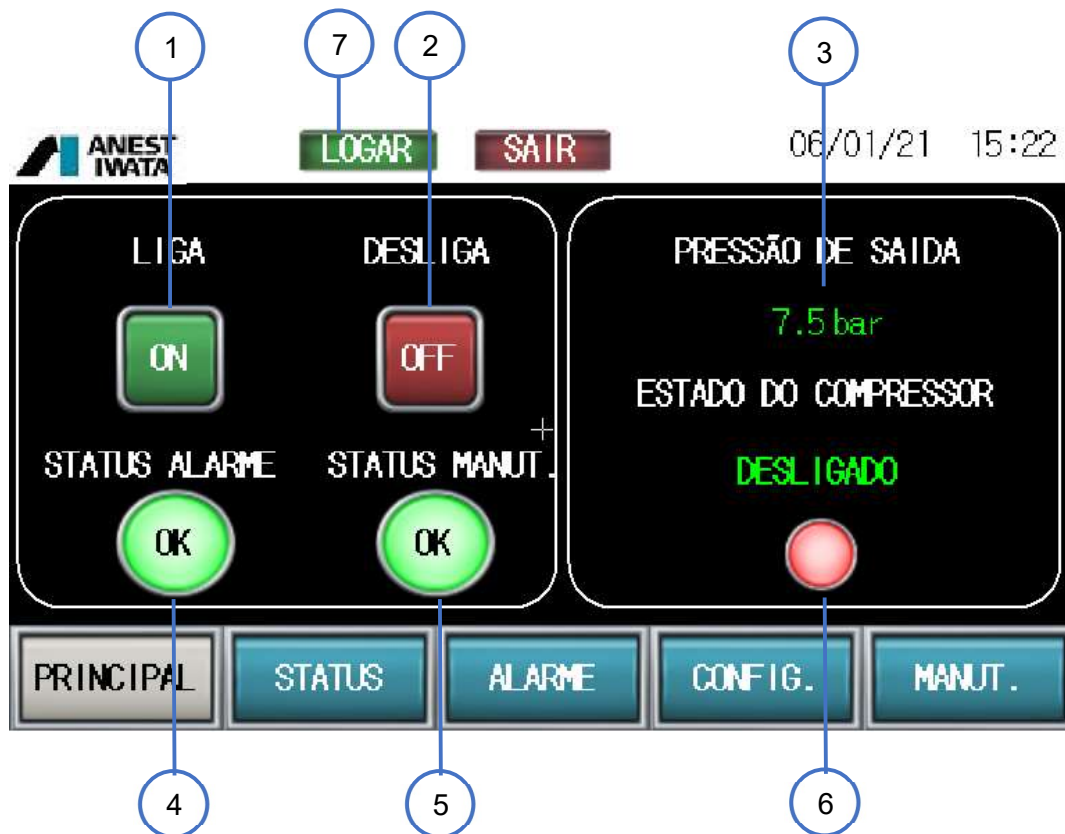 1 7 2 3
ANEST
IWATA
LOGAR SAIR 06/01/21 15:22
LIGA DESLIGA
ON OFF
STATUS ALARME STATUS MANUT.
OK OK
PRESSÃO DE SAIDA
7.5 bar
ESTADO DO COMPRESSOR
DESLIGADO
PRINCIPAL STATUS ALARME CONFIG. MANUT.
4 5 6